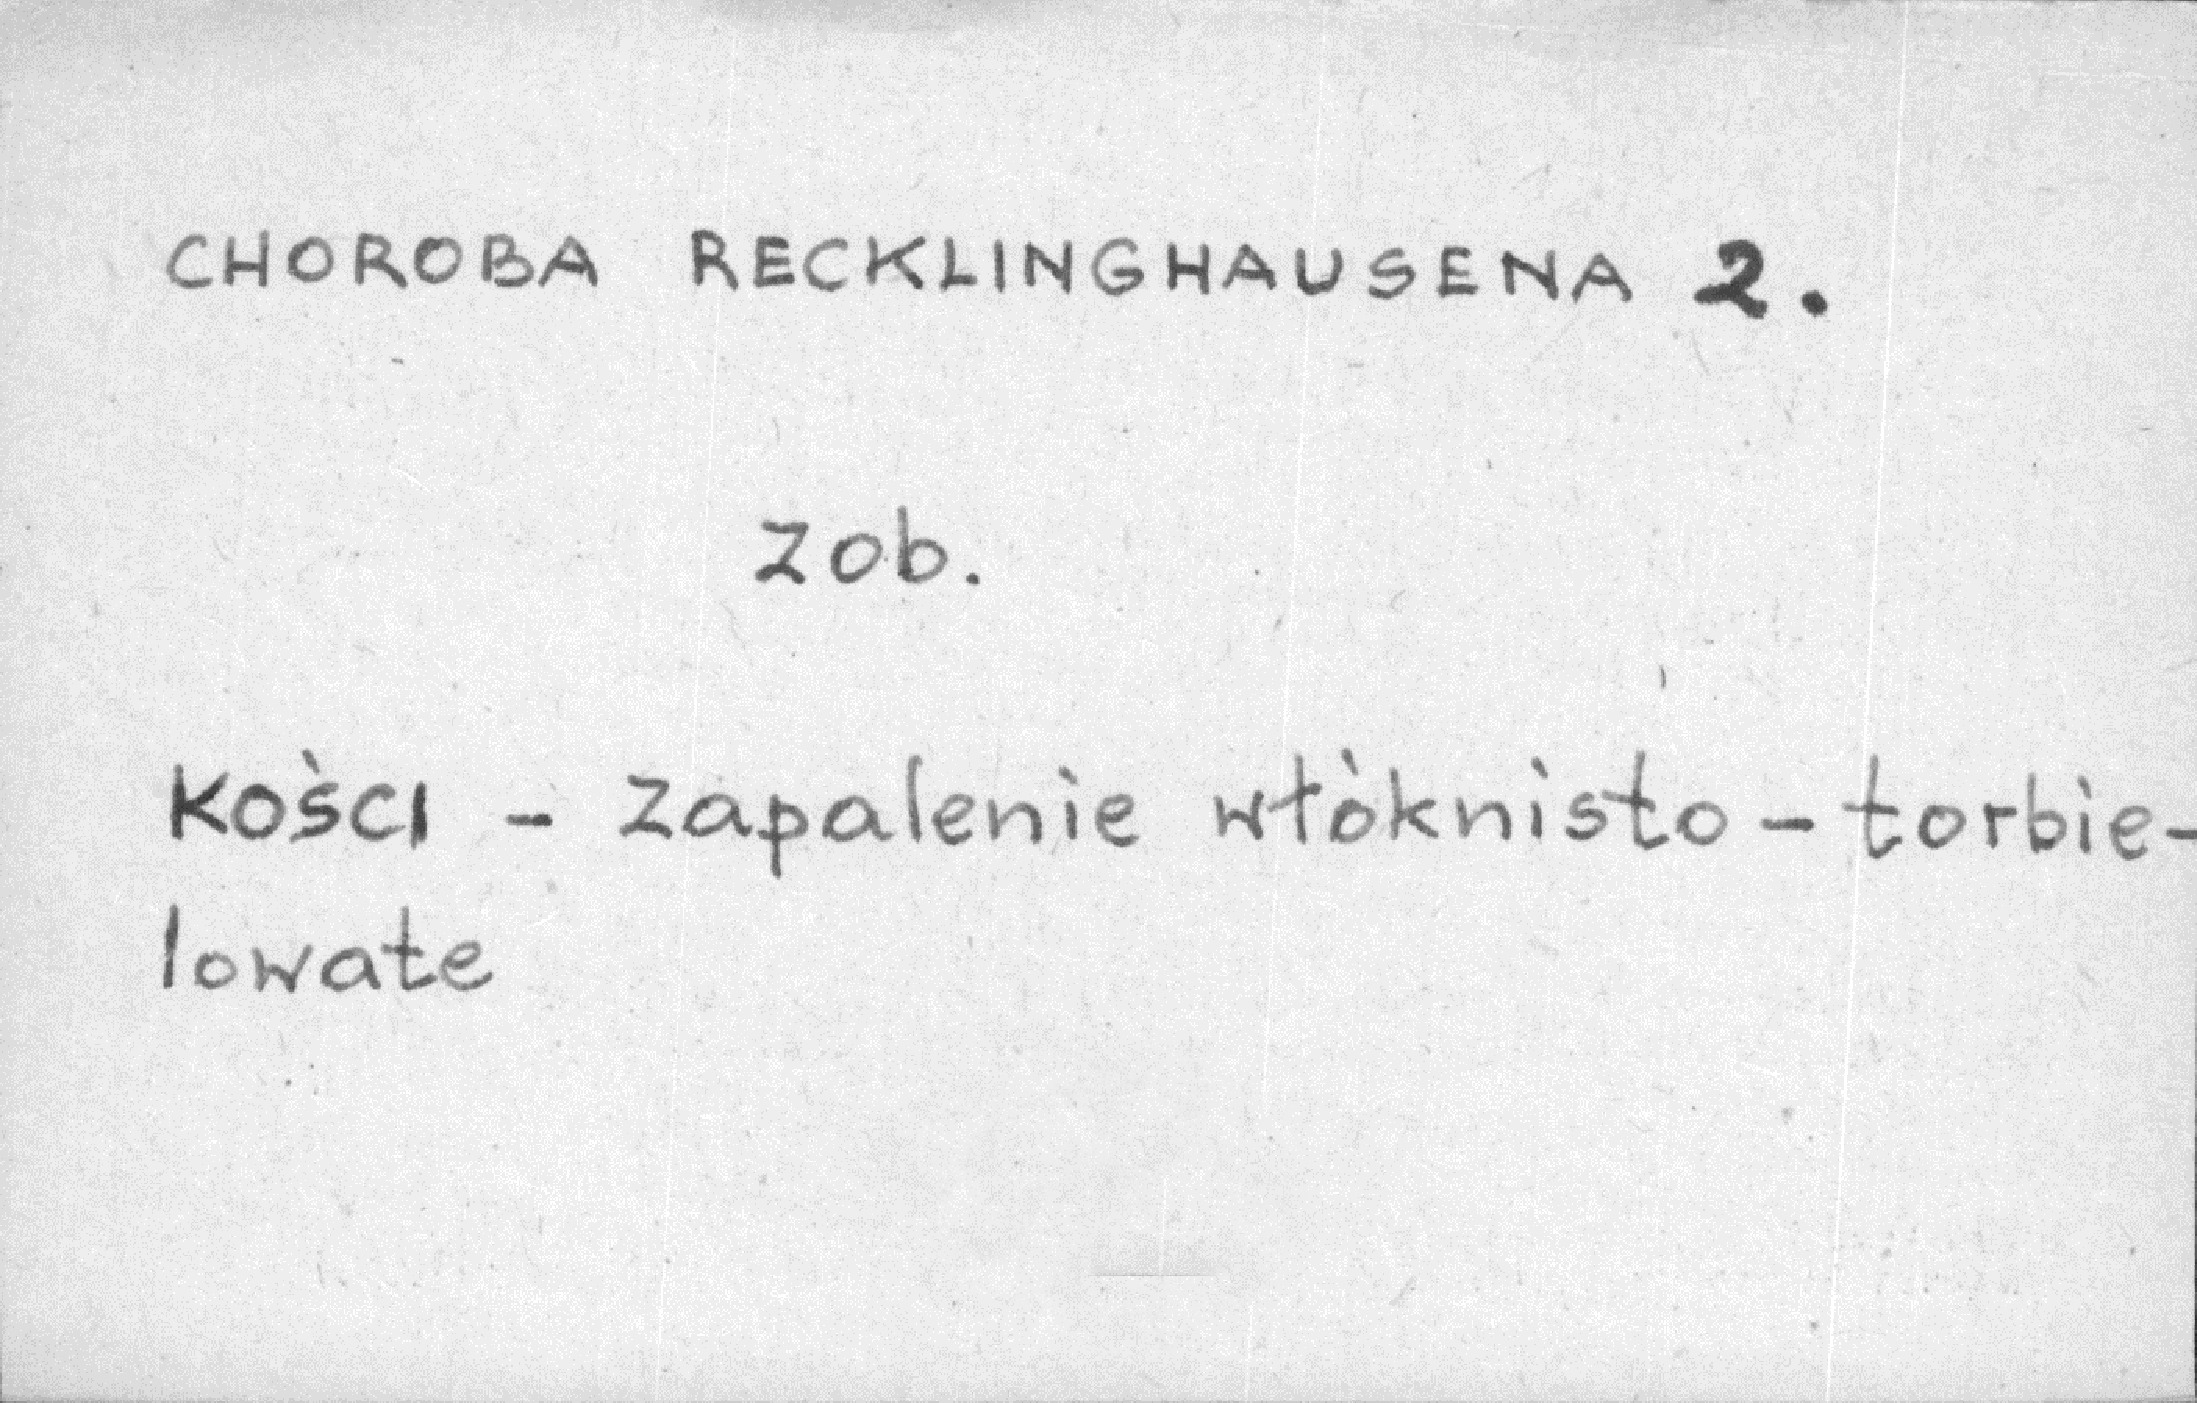 CHOROBA RECKLINGHAUSENA 2.
Zob.
Kości - Zapalenie włóknisto - torbie-
lowate